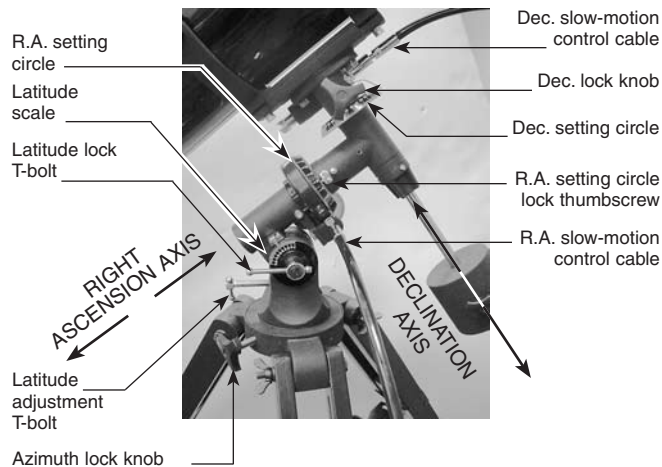 R.A. setting
circle
Latitude
scale
Latitude lock
T-bolt
RIGHT
ASCENSION AXIS
Latitude
adjustment
T-bolt
Azimuth lock knob
Dec. slow-motion
control cable
Dec. lock knob
Dec. setting circle
R.A. setting circle
lock thumbscrew
R.A. slow-motion
control cable
DECLINATION
AXIS